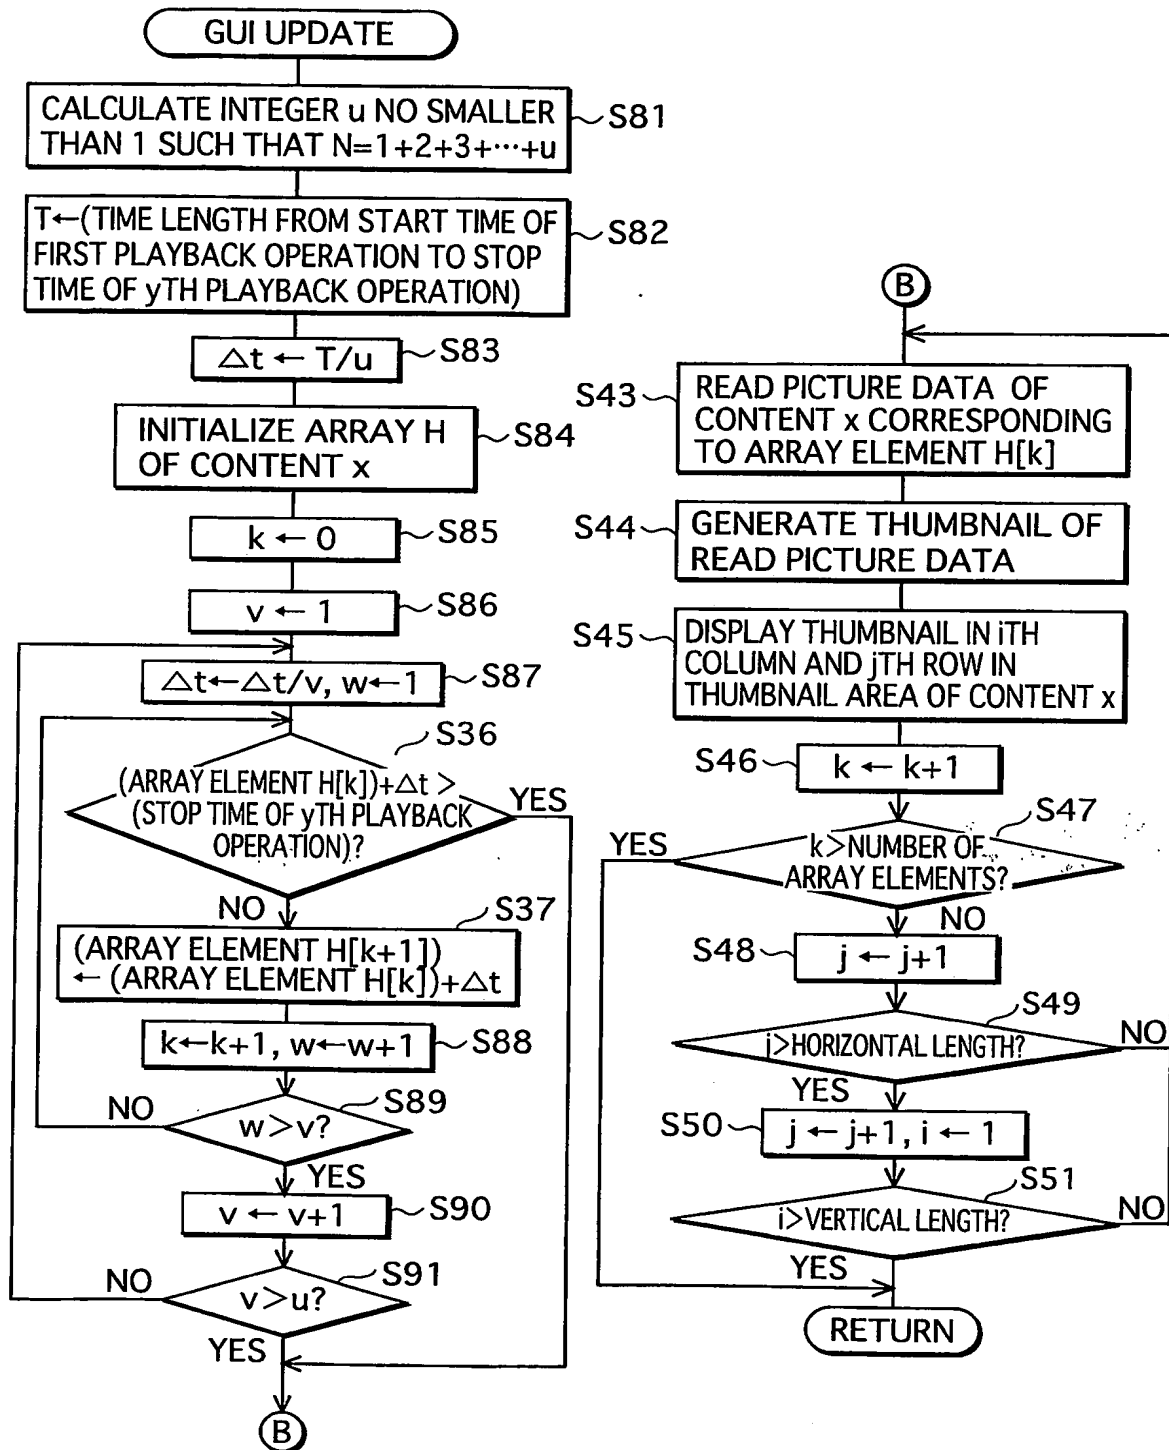 GUI UPDATE
CALCULATE INTEGER u NO SMALLER
THAN 1 SUCH THAT N=1+2+3+···+u
S81
T←(TIME LENGTH FROM START TIME OF
FIRST PLAYBACK OPERATION TO STOP
TIME OF yTH PLAYBACK OPERATION)
S82
△t ← T/u
S83
INITIALIZE ARRAY H
OF CONTENT x
S84
k ← 0
S85
v ← 1
S86
△t←△t/v, w←1
S87
S36
(ARRAY ELEMENT H[k])+△t >
(STOP TIME OF yTH PLAYBACK
OPERATION)?
YES
NO
S37
(ARRAY ELEMENT H[k+1])
← (ARRAY ELEMENT H[k])+△t
k←k+1, w←w+1
S88
S89
NO
w>v?
YES
v ← v+1
S90
S91
NO
v>u?
YES
B
B
S43
READ PICTURE DATA OF
CONTENT x CORRESPONDING
TO ARRAY ELEMENT H[k]
S44
GENERATE THUMBNAIL OF
READ PICTURE DATA
S45
DISPLAY THUMBNAIL IN iTH
COLUMN AND jTH ROW IN
THUMBNAIL AREA OF CONTENT x
S46
k ← k+1
S47
YES
k>NUMBER OF
ARRAY ELEMENTS?
NO
S48
j ← j+1
S49
j>HORIZONTAL LENGTH?
NO
YES
S50
j ← j+1, i ← 1
S51
i>VERTICAL LENGTH?
NO
YES
RETURN